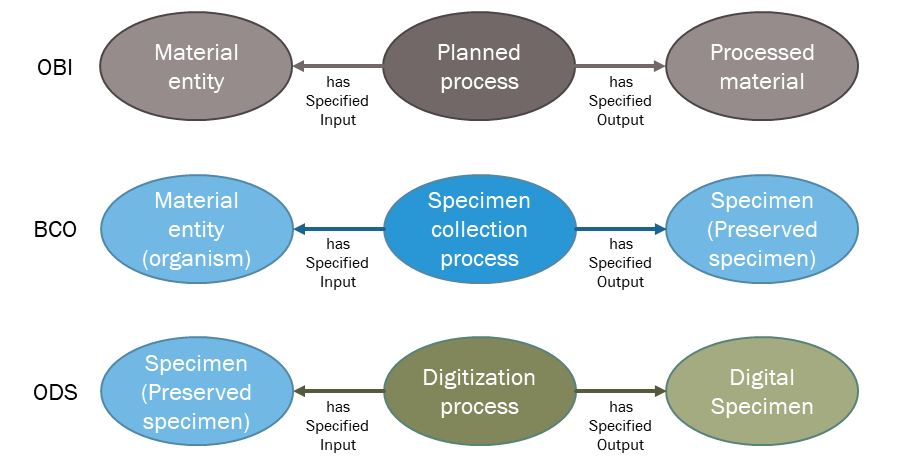 OBI
Material
entity
has
Specified
Input
Planned
process
has
Specified
Output
Processed
material
BCO
Material
entity
(organism)
has
Specified
Input
Specimen
collection
process
has
Specified
Output
Specimen
(Preserved
specimen)
ODS
Specimen
(Preserved
specimen)
has
Specified
Input
Digitization
process
has
Specified
Output
Digital
Specimen